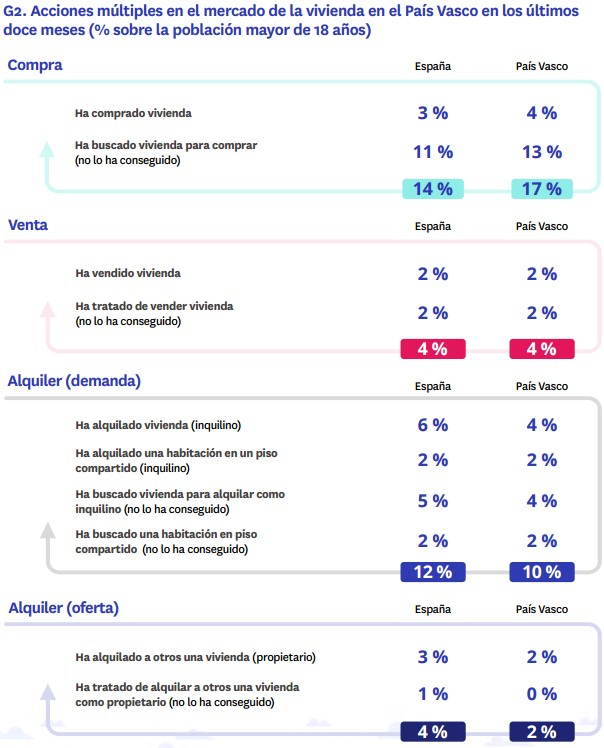 G2. Acciones múltiples en el mercado de la vivienda en el País Vasco en los últimos
doce meses (% sobre la población mayor de 18 años)
Compra España País Vasco
Ha comprado vivienda 3 % 4 %
Ha buscado vivienda para comprar
(no lo ha conseguido) 11 % 13 %
14 % 17 %
Venta España País Vasco
Ha vendido vivienda 2 % 2 %
Ha tratado de vender vivienda
(no lo ha conseguido) 2 % 2 %
4 % 4 %
Alquiler (demanda) España País Vasco
Ha alquilado vivienda (inquilino) 6 % 4 %
Ha alquilado una habitación en un piso
compartido (inquilino) 2 % 2 %
Ha buscado vivienda para alquilar como
inquilino (no lo ha conseguido) 5 % 4 %
Ha buscado una habitación en piso
compartido (no lo ha conseguido) 2 % 2 %
12 % 10 %
Alquiler (oferta) España País Vasco
Ha alquilado a otros una vivienda (propietario) 3 % 2 %
Ha tratado de alquilar a otros una vivienda
como propietario (no lo ha conseguido) 1 % 0 %
4 % 2 %